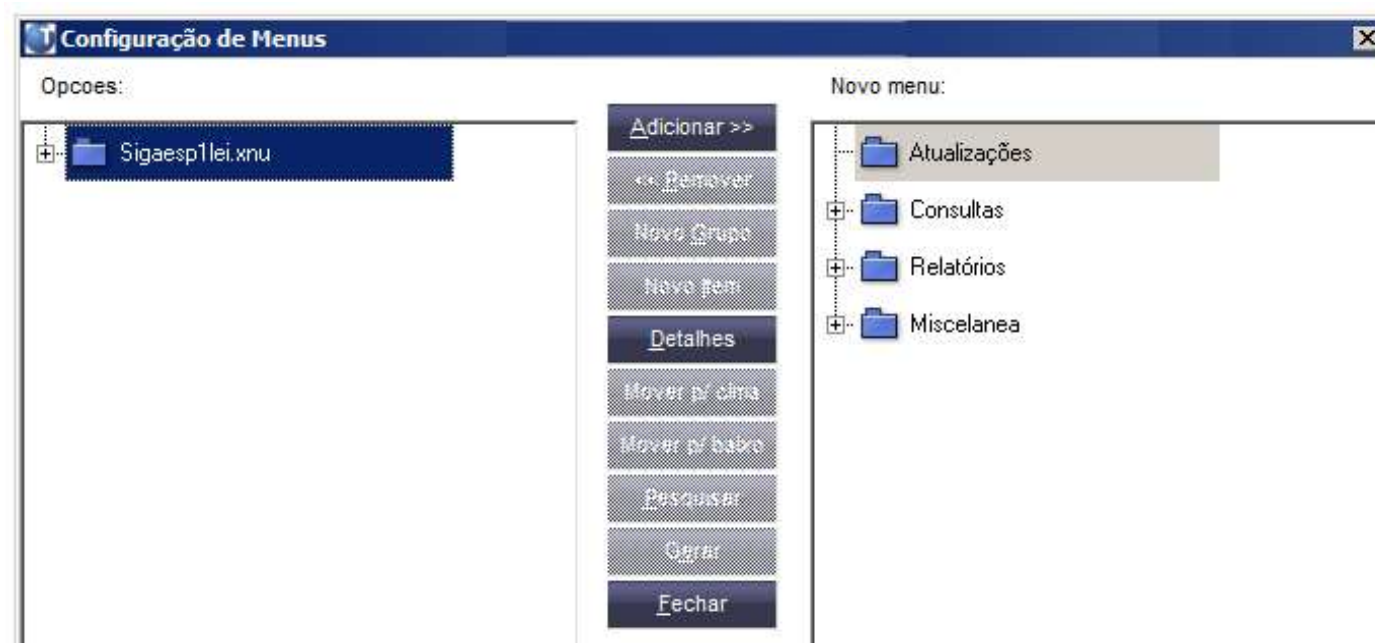 Configuração de Menus
Opcoes:
Sigaesp1lei.xnu
Adicionar >>
<< Remover
Novo Grupo
Novo Item
Detalhes
Mover p/ cima
Mover p/ baixo
Pesquisar
Gerar
Fechar
Novo menu:
Atualizações
Consultas
Relatórios
Miscelanea